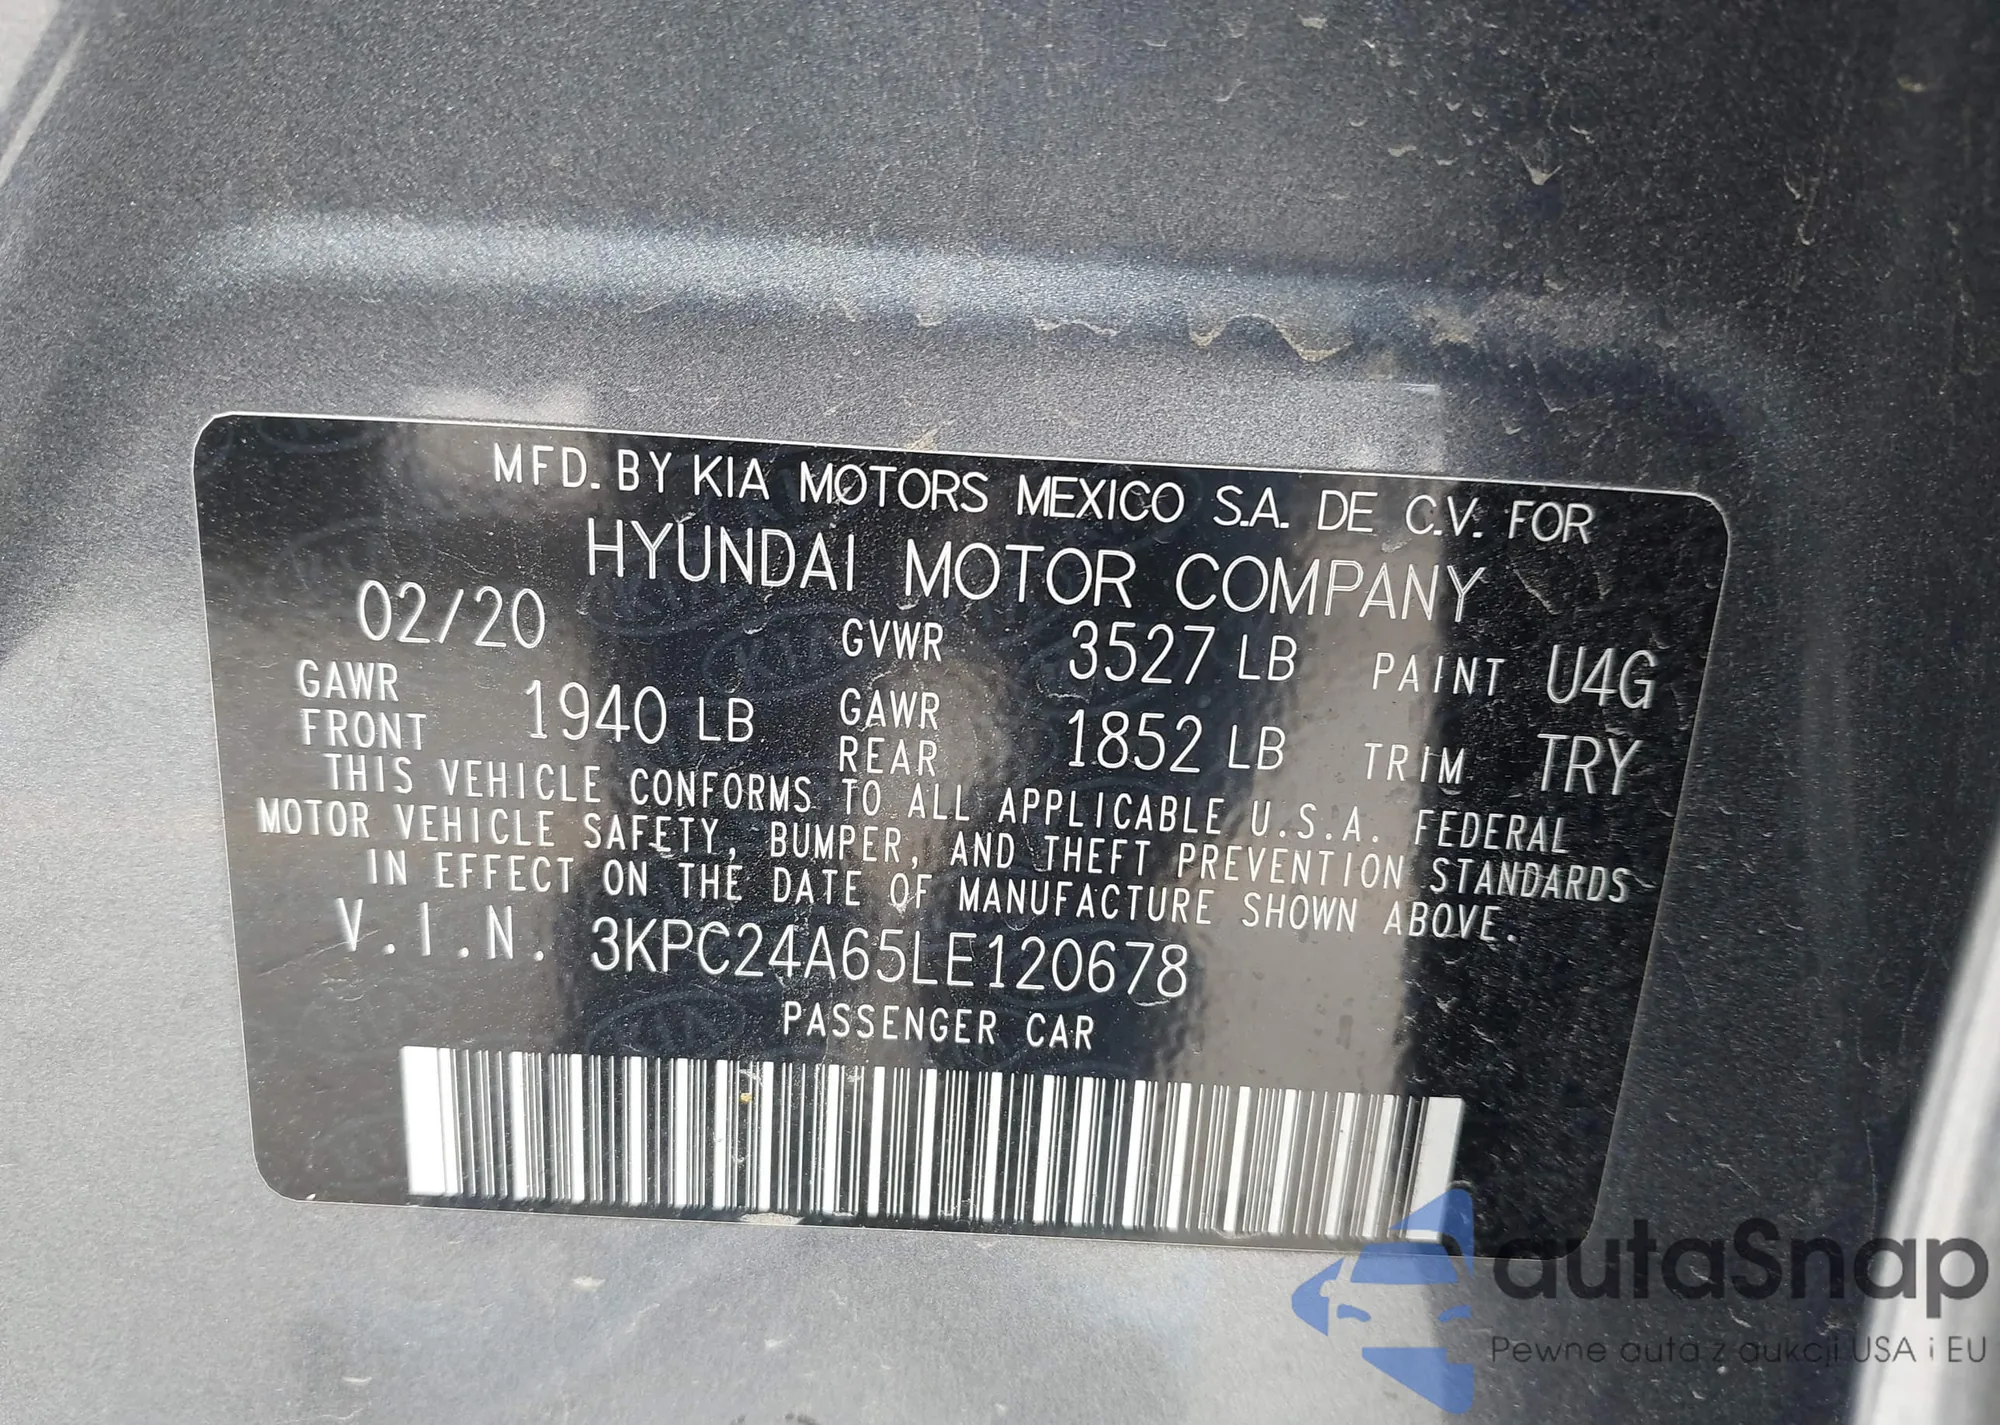 MFD. BY KIA MOTORS MEXICO S.A. DE C.V. FOR
HYUNDAI MOTOR COMPANY
02/20 GVWR 3527 LB PAINT U4G
GAWR FRONT 1940 LB GAWR REAR 1852 LB TRIM TRY
THIS VEHICLE CONFORMS TO ALL APPLICABLE U.S.A. FEDERAL
MOTOR VEHICLE SAFETY, BUMPER, AND THEFT PREVENTION STANDARDS
IN EFFECT ON THE DATE OF MANUFACTURE SHOWN ABOVE.
V.I.N. 3KPC24A65LE120678
PASSENGER CAR
autaSnap
Pewne auta z aukcji USA i EU